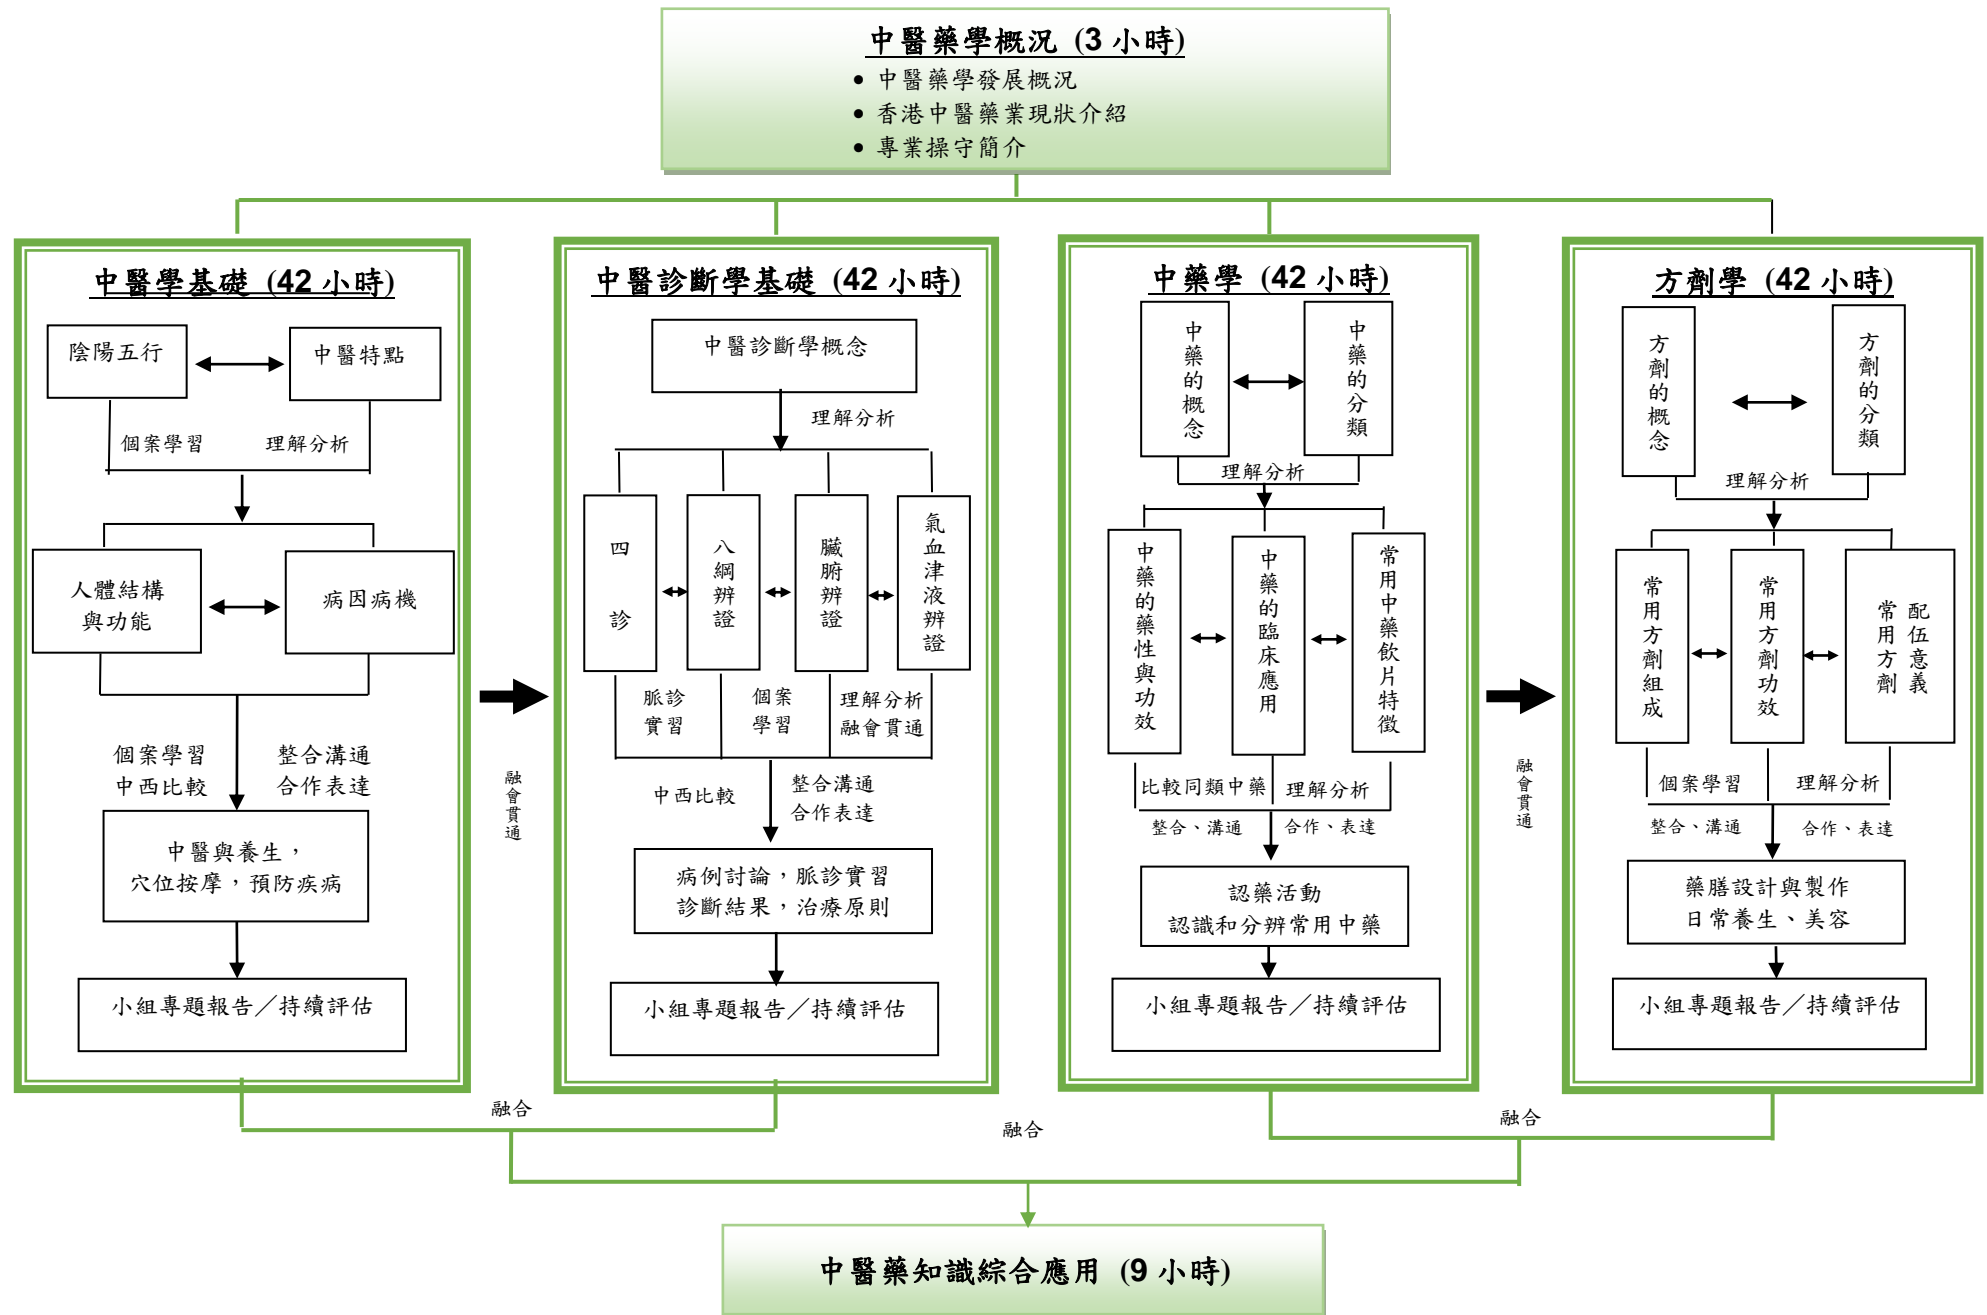 中醫藥學概況 (3 小時)
• 中醫藥學發展概況
• 香港中醫藥業現狀介紹
• 專業操守簡介
中醫學基礎 (42 小時)
陰陽五行
中醫特點
個案學習
理解分析
人體結構
與功能
病因病機
個案學習
中西比較
整合溝通
合作表達
中醫與養生，
穴位按摩，預防疾病
小組專題報告／持續評估
融會貫通
中醫診斷學基礎 (42 小時)
中醫診斷學概念
理解分析
四診
八綱辨證
臟腑辨證
氣血津液辨證
脈診
實習
個案
學習
理解分析
融會貫通
中西比較
整合溝通
合作表達
病例討論，脈診實習
診斷結果，治療原則
小組專題報告／持續評估
中藥學 (42 小時)
中藥的概念
中藥的分類
理解分析
中藥的藥性與功效
中藥的臨床應用
常用中藥飲片特徵
比較同類中藥
理解分析
整合、溝通
合作、表達
認藥活動
認識和分辨常用中藥
小組專題報告／持續評估
融會貫通
方劑學 (42 小時)
方劑的概念
方劑的分類
理解分析
常用方劑組成
常用方劑功效
常用方劑
配伍意義
個案學習
理解分析
整合、溝通
合作、表達
藥膳設計與製作
日常養生、美容
小組專題報告／持續評估
融合
融合
融合
中醫藥知識綜合應用 (9 小時)